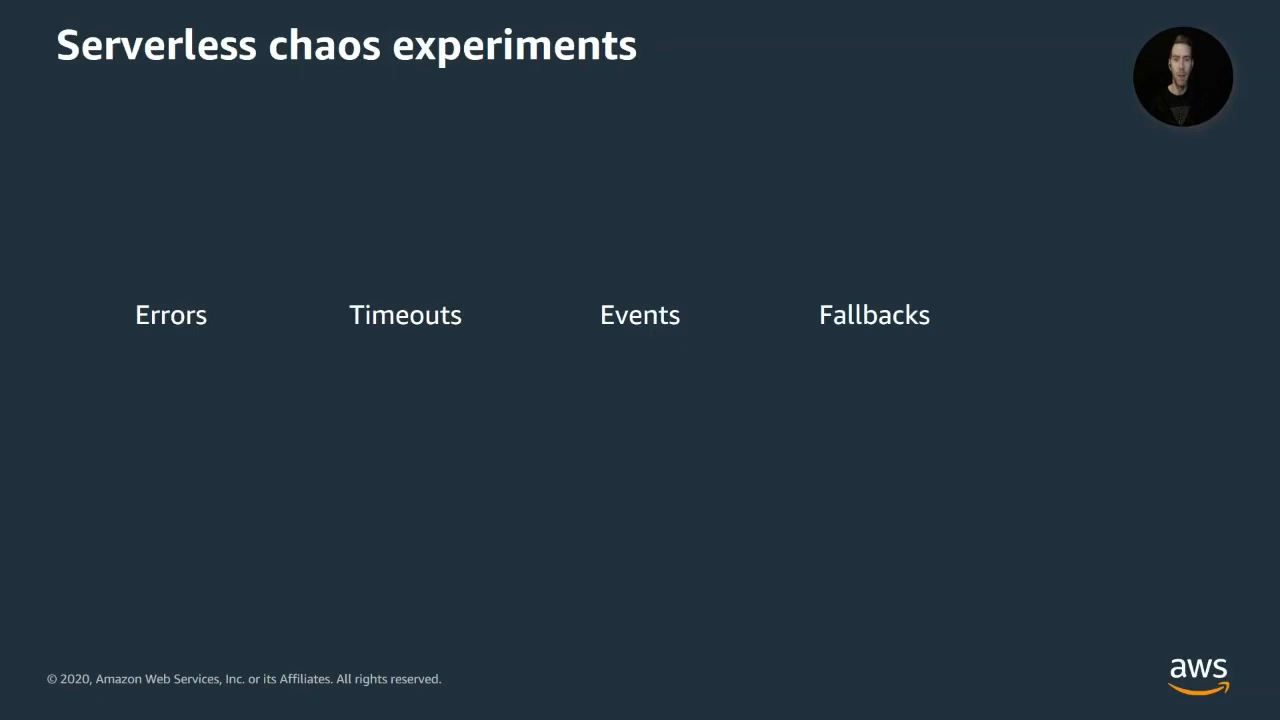 Serverless chaos experiments
Errors Timeouts Events Fallbacks
© 2020, Amazon Web Services, Inc. or its Affiliates. All rights reserved.
aws